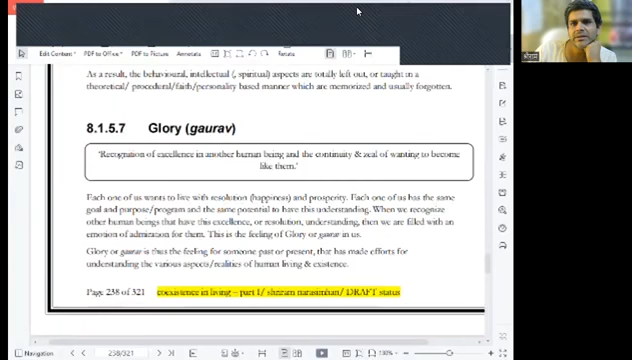 Edit Content PDF to Office PDF to Picture Annotate Rotate
As a result, the behavioural, intellectual (, spiritual) aspects are totally left out, or taught in a
theoretical/ procedural/faith/personality based manner which are memorized and usually forgotten.
8.1.5.7 Glory (gaurav)
'Recognation of excellence in another human being and the continuity & zeal of wanting to become
like them.'
Each one of us wants to live with resolution (happiness) and prosperity. Each one of us has the same
goal and purpose/program and the same potential to have this understanding. When we recognize
other human beings that have this excellence, or resolution, understanding, then we are filled with an
emotion of admiration for them. This is the feeling of Glory or gaurav in us.
Glory or gaurav is thus the feeling for someone past or present, that has made efforts for
understanding the various aspects/realities of human living & existence.
Page 238 of 321 coexistence in living – part I/ shriram narasimhan/ DRAFT status
Navigation 238/321 130%
श्रीराम